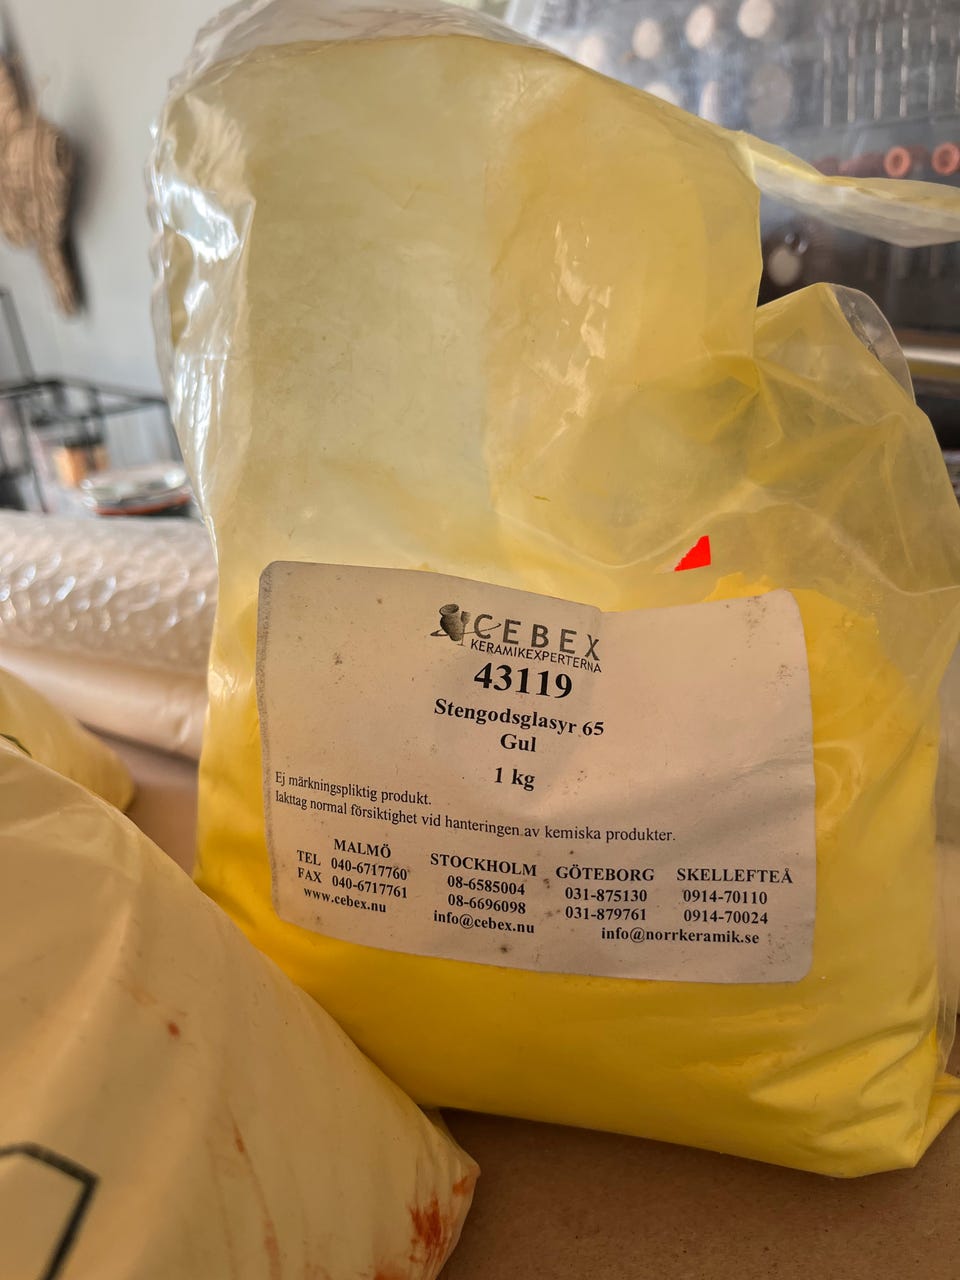 CEBEX
KERAMIKEXPERTERNA
43119
Stengodsglasyr 65
Gul
1 kg
Ej märkningspliktig produkt.
Iakttag normal försiktighet vid hanteringen av kemiska produkter.
MALMÖ STOCKHOLM GÖTEBORG SKELLEFTEÅ
TEL 040-6717760 08-6585004 031-875130 0914-70110
FAX 040-6717761 08-6696098 031-879761 0914-70024
www.cebex.nu info@cebex.nu info@norrkeramik.se